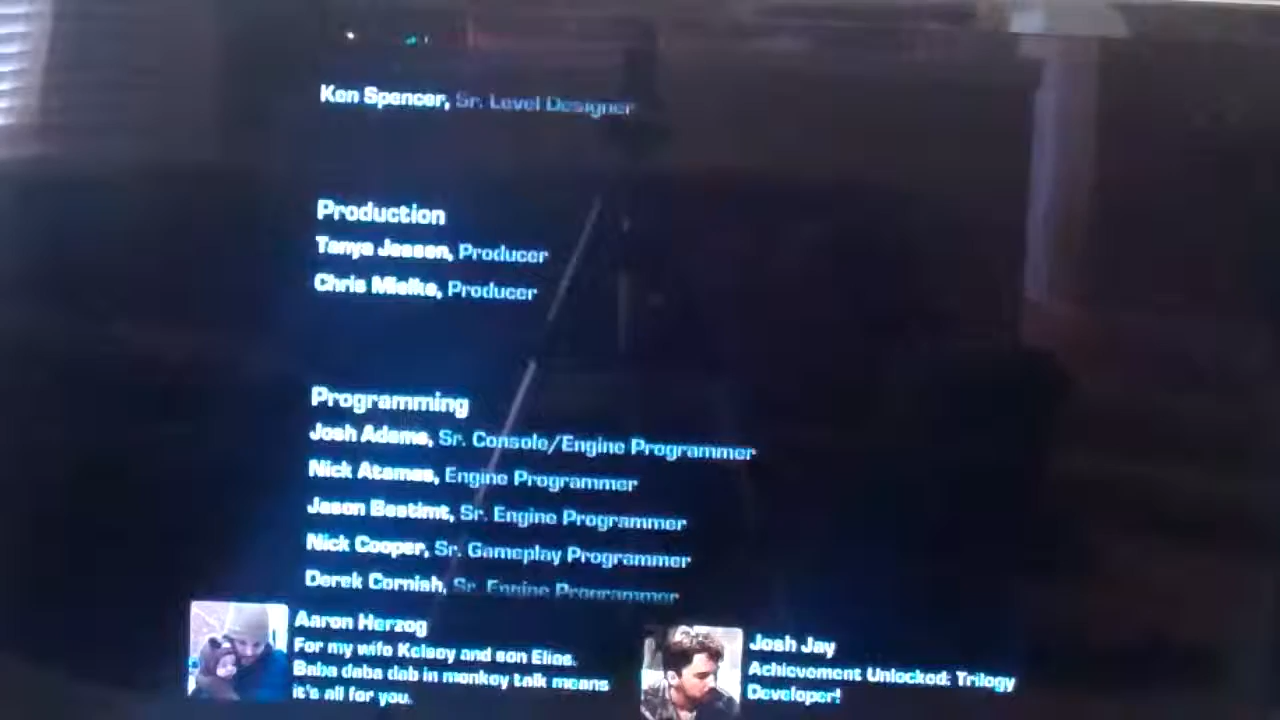 Ken Spencer, Sr. Level Designer
Production
Tanya Jessen, Producer
Chris Mielke, Producer
Programming
Josh Adams, Sr. Console/Engine Programmer
Nick Atamas, Engine Programmer
Jason Bestimt, Sr. Engine Programmer
Nick Cooper, Sr. Gameplay Programmer
Derek Cornish, Sr. Engine Programmer
Aaron Herzog
For my wife Kelsey and son Elias.
Baba daba dab in monkey talk means
it's all for you.
Josh Jay
Achievement Unlocked: Trilogy
Developer!